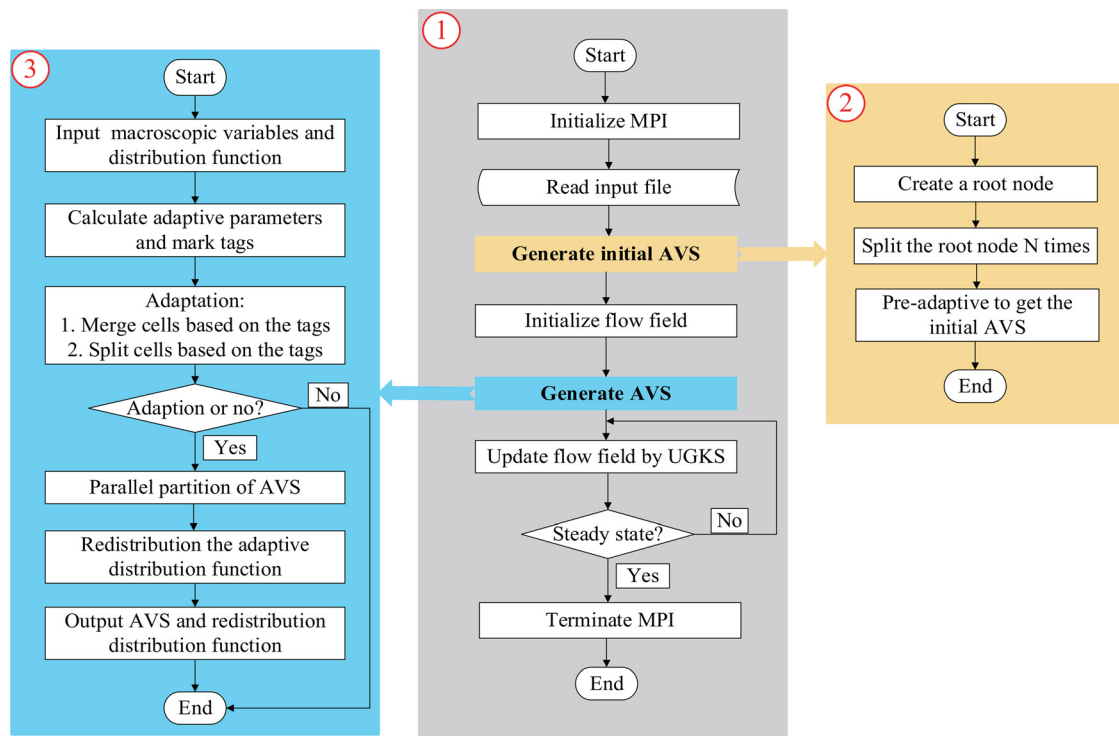 1
Start
Initialize MPI
Read input file
Generate initial AVS
Initialize flow field
Generate AVS
Update flow field by UGKS
Steady state?
No
Yes
Terminate MPI
End
2
Start
Create a root node
Split the root node N times
Pre-adaptive to get the
initial AVS
End
3
Start
Input macroscopic variables and
distribution function
Calculate adaptive parameters
and mark tags
Adaptation:
1. Merge cells based on the tags
2. Split cells based on the tags
Adaption or no?
No
Yes
Parallel partition of AVS
Redistribution the adaptive
distribution function
Output AVS and redistribution
distribution function
End